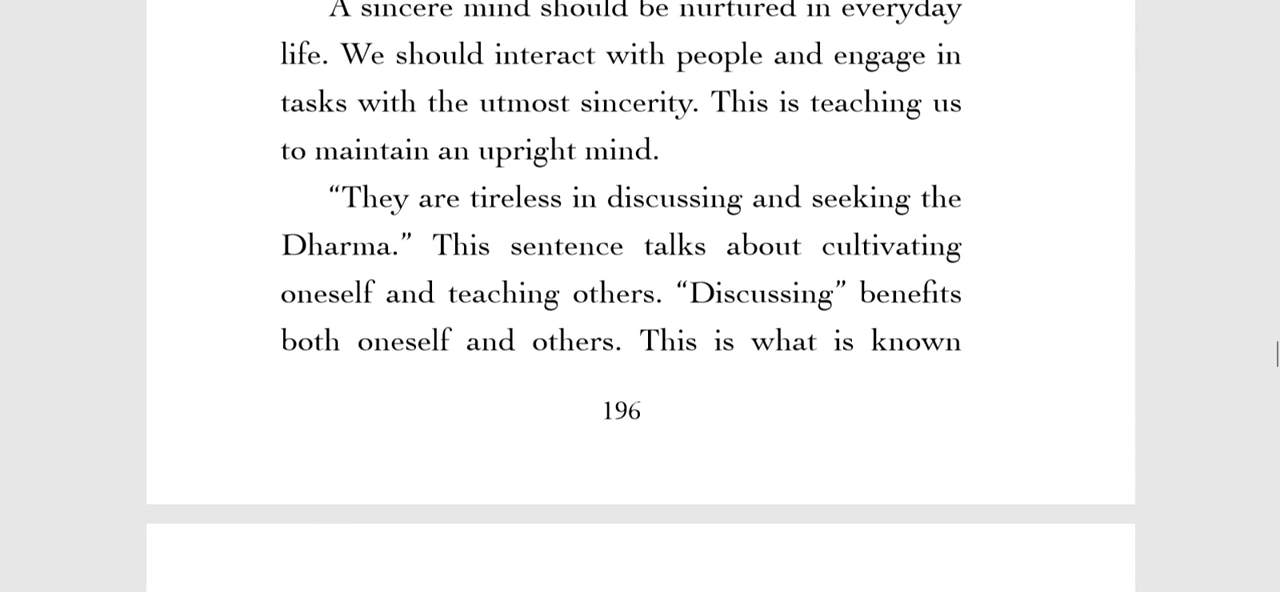 A sincere mind should be nurtured in everyday
life. We should interact with people and engage in
tasks with the utmost sincerity. This is teaching us
to maintain an upright mind.
“They are tireless in discussing and seeking the
Dharma.” This sentence talks about cultivating
oneself and teaching others. “Discussing” benefits
both oneself and others. This is what is known
196